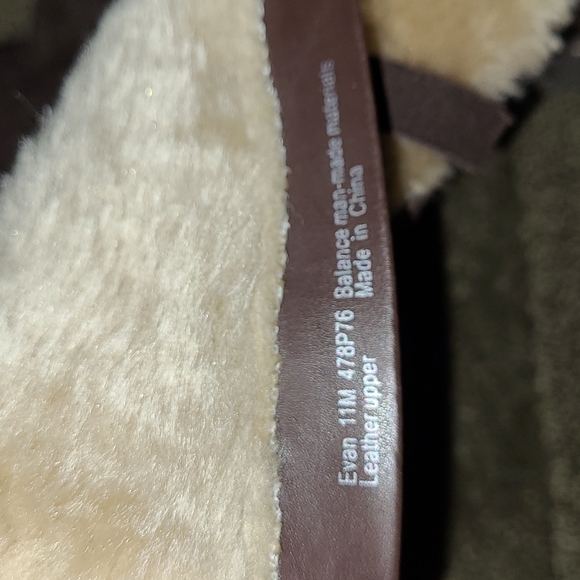 Evan 11M 478P76 Balance man-made materials
Leather upper Made in China